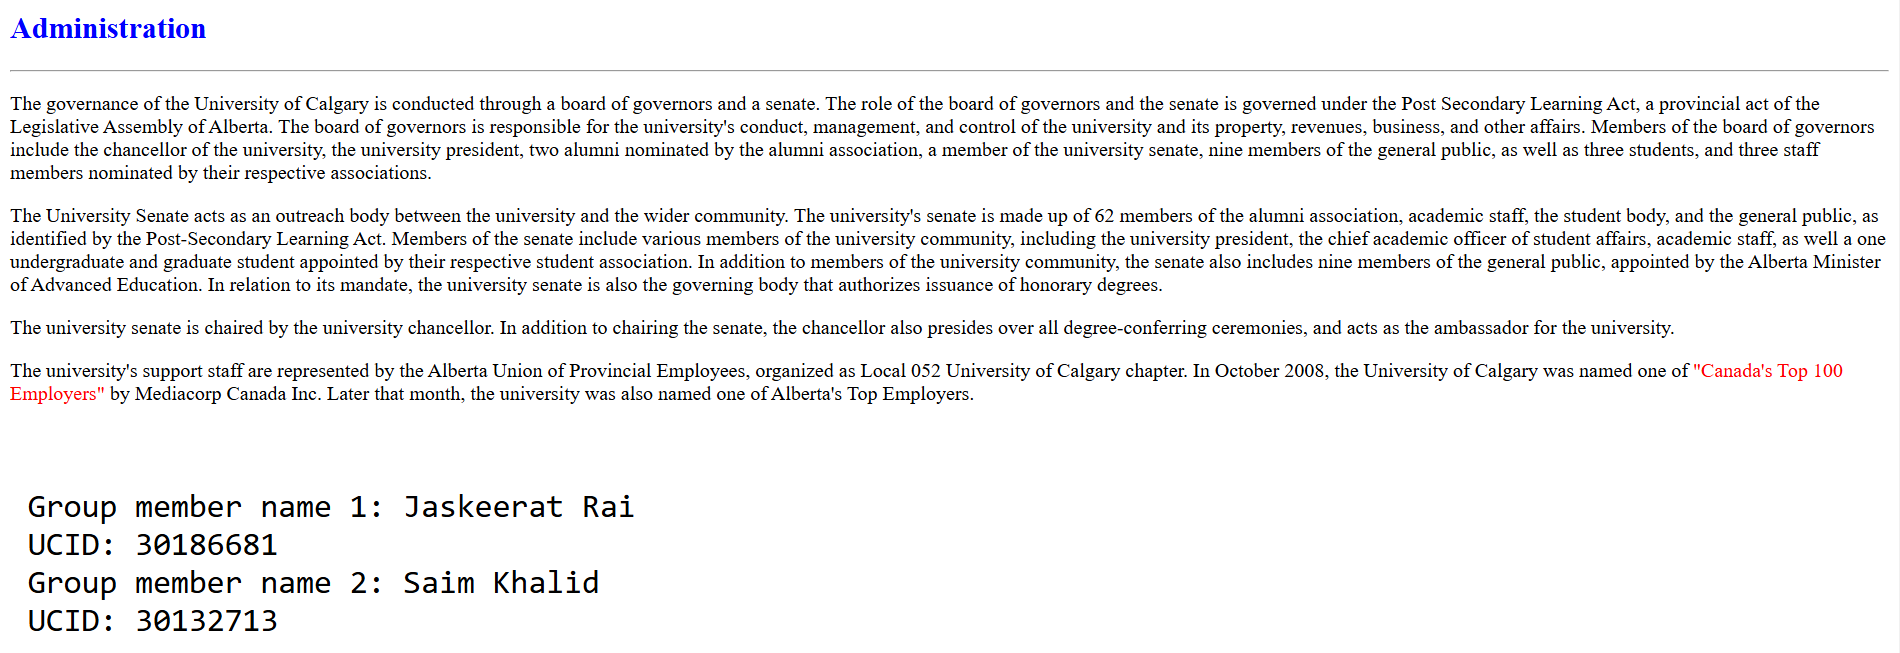 Administration
The governance of the University of Calgary is conducted through a board of governors and a senate. The role of the board of governors and the senate is governed under the Post Secondary Learning Act, a provincial act of the
Legislative Assembly of Alberta. The board of governors is responsible for the university's conduct, management, and control of the university and its property, revenues, business, and other affairs. Members of the board of governors
include the chancellor of the university, the university president, two alumni nominated by the alumni association, a member of the university senate, nine members of the general public, as well as three students, and three staff
members nominated by their respective associations.
The University Senate acts as an outreach body between the university and the wider community. The university's senate is made up of 62 members of the alumni association, academic staff, the student body, and the general public, as
identified by the Post-Secondary Learning Act. Members of the senate include various members of the university community, including the university president, the chief academic officer of student affairs, academic staff, as well a one
undergraduate and graduate student appointed by their respective student association. In addition to members of the university community, the senate also includes nine members of the general public, appointed by the Alberta Minister
of Advanced Education. In relation to its mandate, the university senate is also the governing body that authorizes issuance of honorary degrees.
The university senate is chaired by the university chancellor. In addition to chairing the senate, the chancellor also presides over all degree-conferring ceremonies, and acts as the ambassador for the university.
The university's support staff are represented by the Alberta Union of Provincial Employees, organized as Local 052 University of Calgary chapter. In October 2008, the University of Calgary was named one of "Canada's Top 100
Employers" by Mediacorp Canada Inc. Later that month, the university was also named one of Alberta's Top Employers.
Group member name 1: Jaskeerat Rai
UCID: 30186681
Group member name 2: Saim Khalid
UCID: 30132713